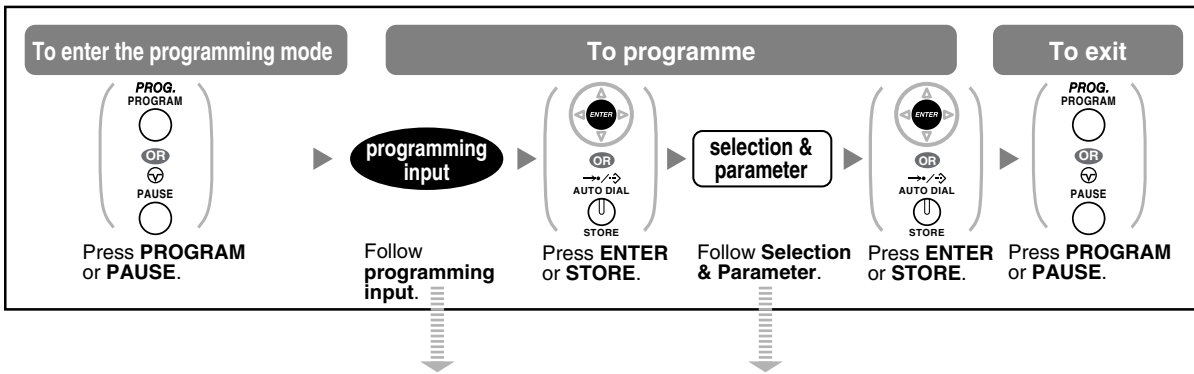 To enter the programming mode
To programme
To exit
PROG.
PROGRAM
OR
PAUSE
Press PROGRAM
or PAUSE.
programming
input
Follow
programming
input.
ENTER
OR
AUTO DIAL
STORE
Press ENTER
or STORE.
selection &
parameter
Follow Selection
& Parameter.
ENTER
OR
AUTO DIAL
STORE
Press ENTER
or STORE.
PROG.
PROGRAM
OR
PAUSE
Press PROGRAM
or PAUSE.